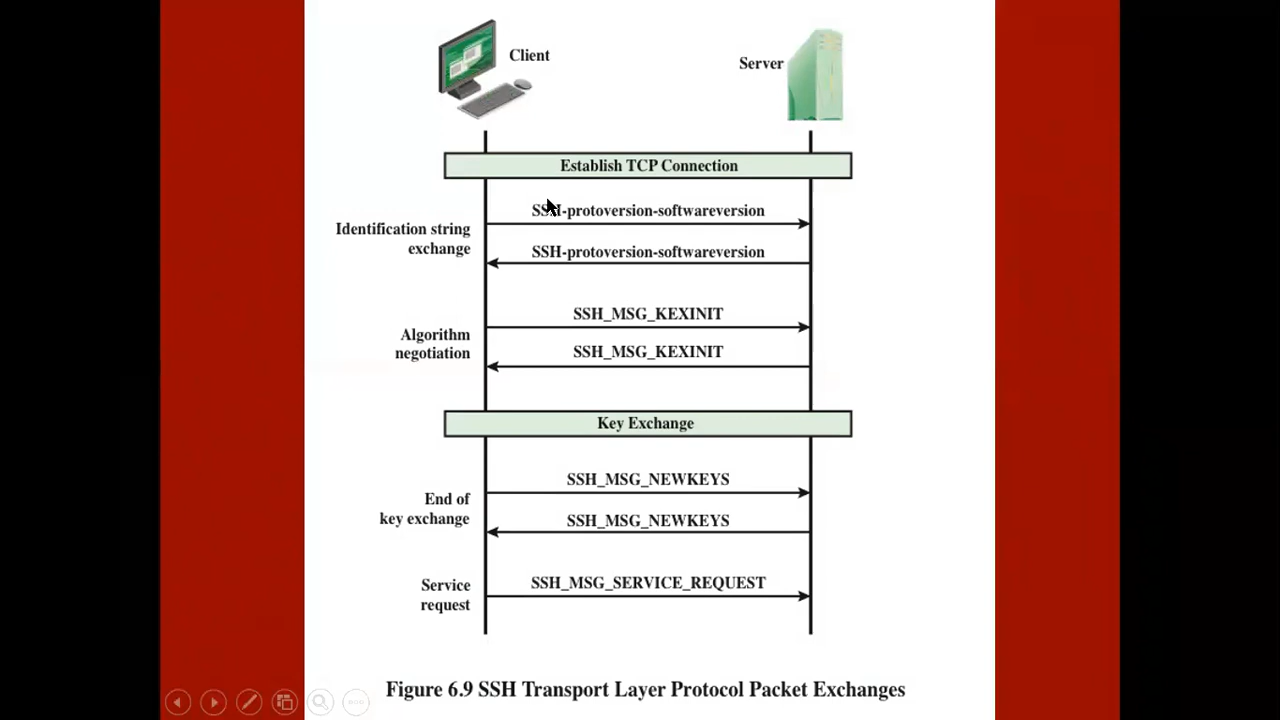 Client
Server
Establish TCP Connection
SSH-protoversion-softwareversion
Identification string
exchange
SSH-protoversion-softwareversion
SSH_MSG_KEXINIT
Algorithm
negotiation
SSH_MSG_KEXINIT
Key Exchange
SSH_MSG_NEWKEYS
End of
key exchange
SSH_MSG_NEWKEYS
SSH_MSG_SERVICE_REQUEST
Service
request
Figure 6.9 SSH Transport Layer Protocol Packet Exchanges